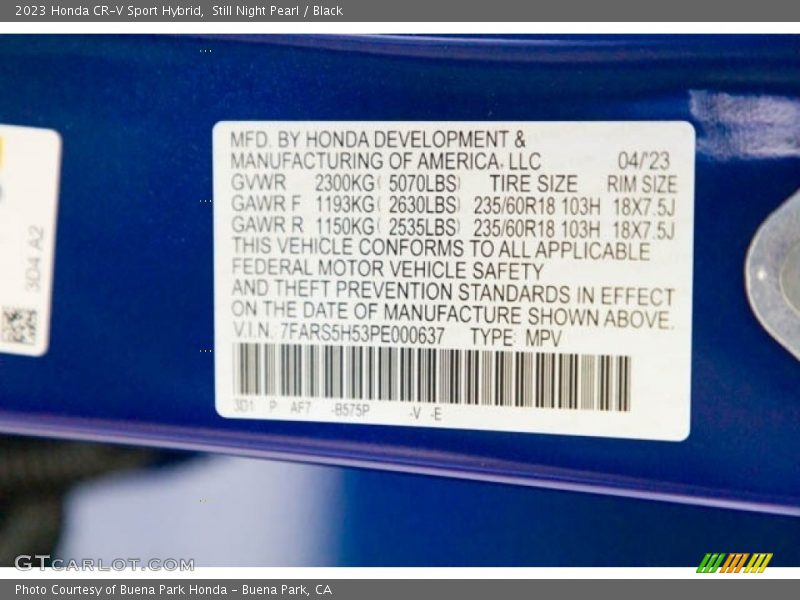 2023 Honda CR-V Sport Hybrid,  Still Night Pearl / Black
3D4 A2
MFD. BY HONDA DEVELOPMENT &
MANUFACTURING OF AMERICA, LLC 04/'23
GVWR 2300KG( 5070LBS) TIRE SIZE RIM SIZE
GAWR F 1193KG( 2630LBS) 235/60R18 103H 18X7.5J
GAWR R 1150KG( 2535LBS) 235/60R18 103H 18X7.5J
THIS VEHICLE CONFORMS TO ALL APPLICABLE
FEDERAL MOTOR VEHICLE SAFETY
AND THEFT PREVENTION STANDARDS IN EFFECT
ON THE DATE OF MANUFACTURE SHOWN ABOVE.
V.I.N. 7FARS5H53PE000637 TYPE: MPV
3D1 P AF7 -B575P -V -E
GTCARLOT.COM
Photo Courtesy of Buena Park Honda - Buena Park, CA